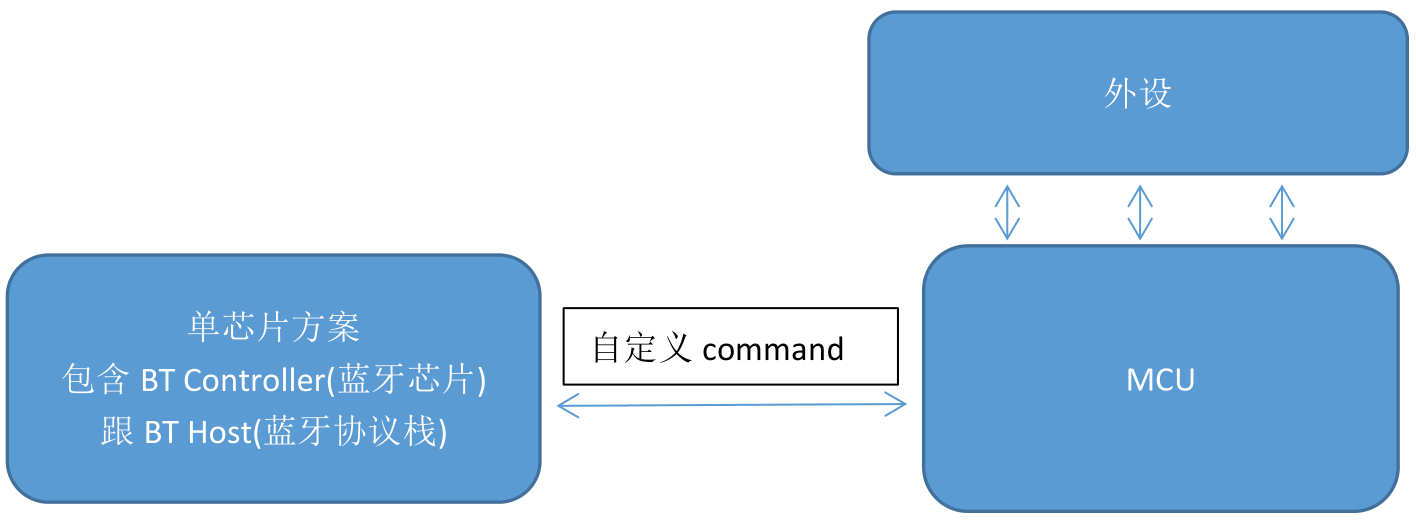 外设
单芯片方案
包含 BT Controller(蓝牙芯片)
跟 BT Host(蓝牙协议栈)
自定义 command
MCU